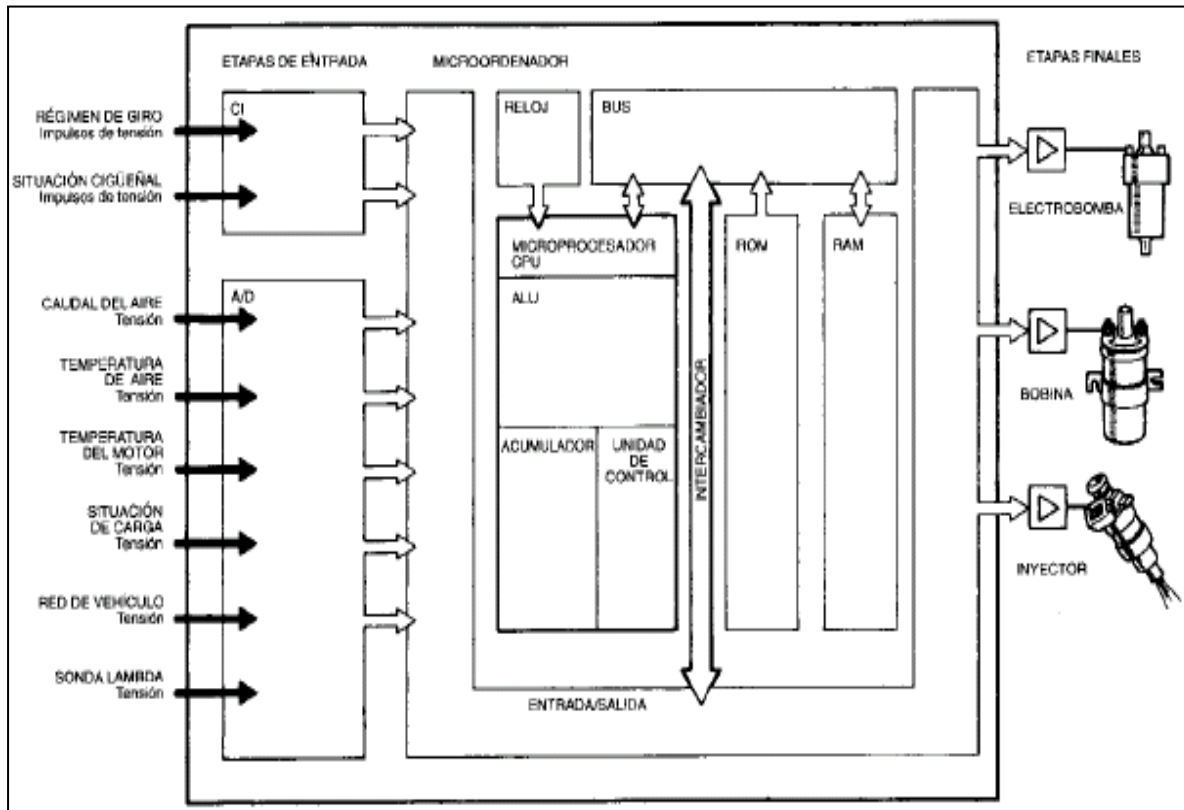 ETAPAS DE ENTRADA
MICROORDENADOR
ETAPAS FINALES
CI
RÉGIMEN DE GIRO
Impulsos de tensión
SITUACIÓN CIGÜEÑAL
Impulsos de tensión
A/D
CAUDAL DEL AIRE
Tensión
TEMPERATURA
DE AIRE
Tensión
TEMPERATURA
DEL MOTOR
Tensión
SITUACIÓN
DE CARGA
Tensión
RED DE VEHÍCULO
Tensión
SONDA LAMBDA
Tensión
RELOJ
BUS
MICROPROCESADOR
CPU
ALU
ACUMULADOR
UNIDAD
DE
CONTROL
INTERCAMBIADOR
ROM
RAM
ENTRADA/SALIDA
ELECTROBOMBA
BOBINA
INYECTOR